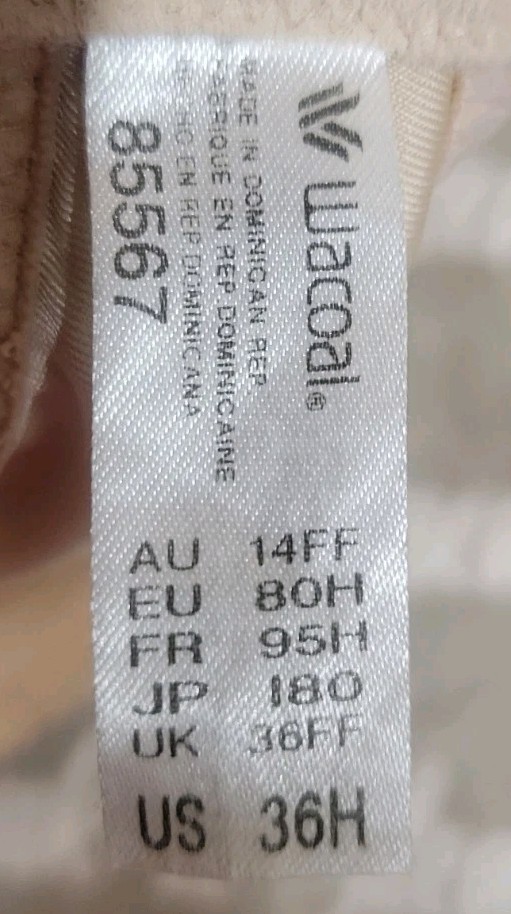 wacoal®
MADE IN DOMINICAN REP
FABRIQUE EN REP DOMINICAINE
HECHO EN REP DOMINICANA
85567
AU 14FF
EU 80H
FR 95H
JP I80
UK 36FF
US 36H